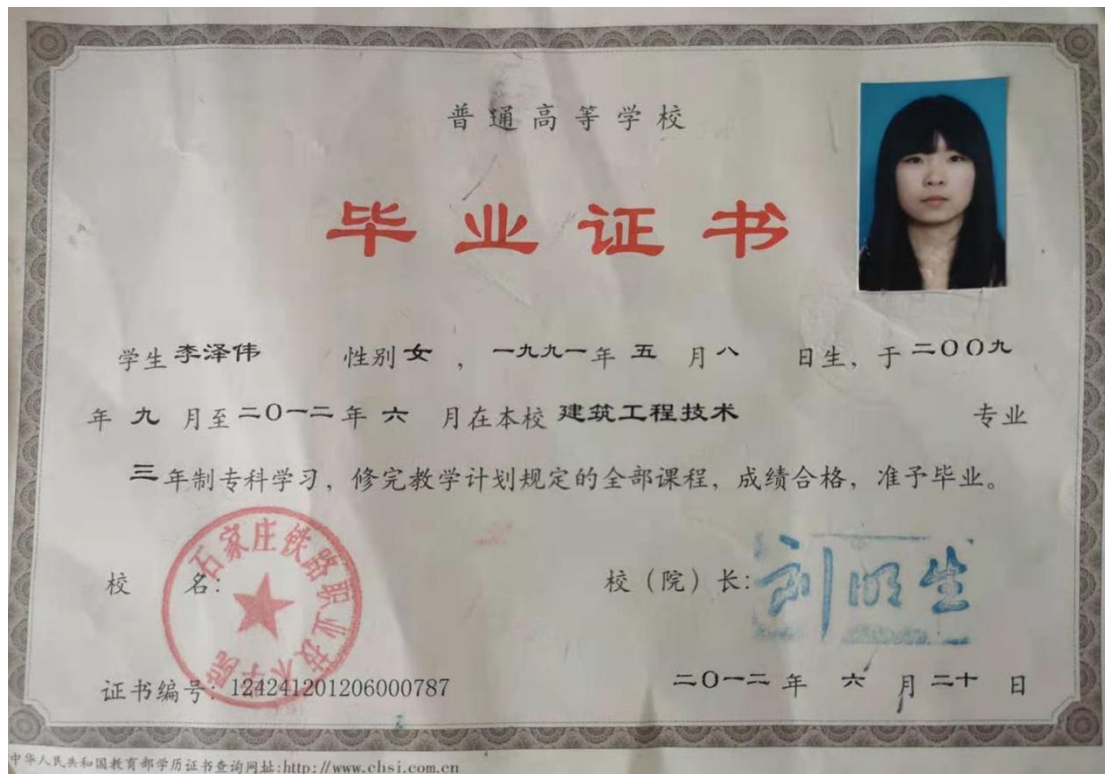 普通高等学校
毕业证书
学生 李泽伟 性别 女 ，一九九一 年 五 月 八 日生，于 二〇〇九
年 九 月至 二〇一二 年 六 月在本校 建筑工程技术 专业
三 年制专科学习，修完教学计划规定的全部课程，成绩合格，准予毕业。
石家庄铁路职业技术学院
校 名：
校（院）长：刘明生
证书编号：124241201206000787
二〇一二 年 六 月 二十 日
中华人民共和国教育部学历证书查询网址:http://www.chsi.com.cn